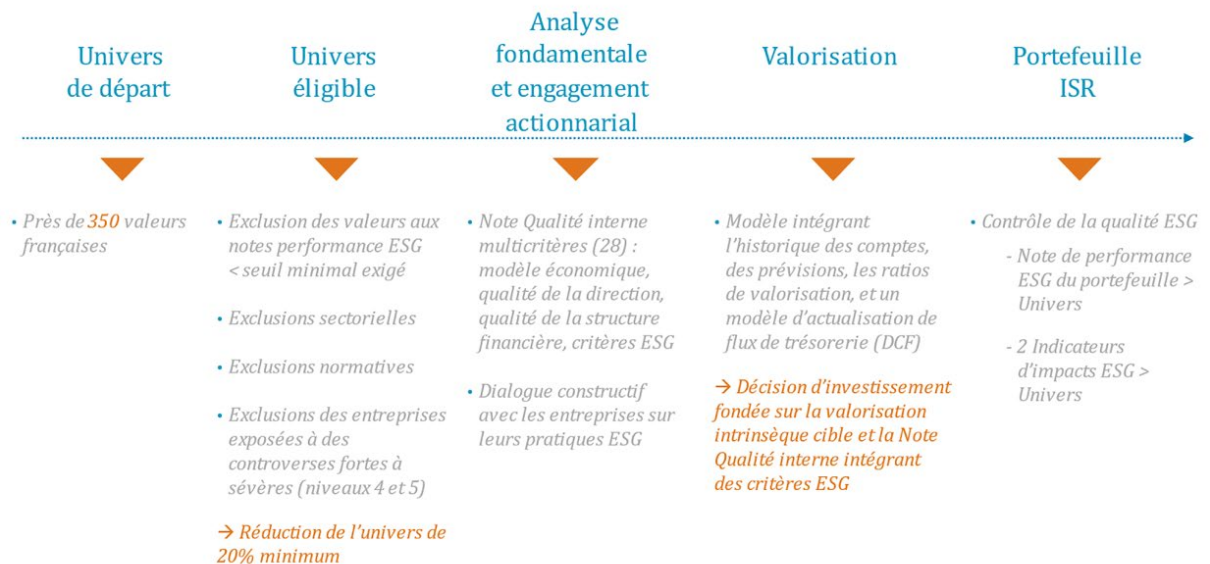 Univers
de départ
Univers
éligible
Analyse
fondamentale
et engagement
actionnarial
Valorisation
Portefeuille
ISR
• Près de 350 valeurs
françaises
• Exclusion des valeurs aux
notes performance ESG
< seuil minimal exigé
• Exclusions sectorielles
• Exclusions normatives
• Exclusions des entreprises
exposées à des
controverses fortes à
sévères (niveaux 4 et 5)
→ Réduction de l’univers de
20% minimum
• Note Qualité interne
multicritères (28) :
modèle économique,
qualité de la direction,
qualité de la structure
financière, critères ESG
• Dialogue constructif
avec les entreprises sur
leurs pratiques ESG
• Modèle intégrant
l’historique des comptes,
des prévisions, les ratios
de valorisation, et un
modèle d’actualisation de
flux de trésorerie (DCF)
→ Décision d’investissement
fondée sur la valorisation
intrinsèque cible et la Note
Qualité interne intégrant
des critères ESG
• Contrôle de la qualité ESG
- Note de performance
ESG du portefeuille >
Univers
- 2 Indicateurs
d’impacts ESG >
Univers